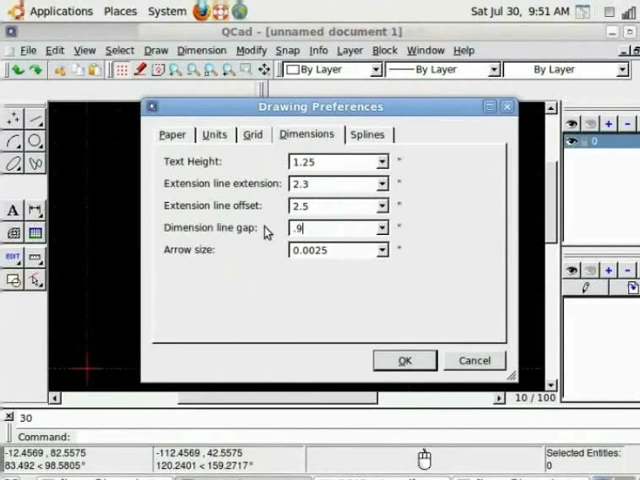 Applications Places System Sat Jul 30, 9:51 AM
QCad - [unnamed document 1]
File Edit View Select Draw Dimension Modify Snap Info Layer Block Window Help
By Layer By Layer By Layer
Drawing Preferences
Paper Units Grid Dimensions Splines
Text Height: 1.25 "
Extension line extension: 2.3 "
Extension line offset: 2.5 "
Dimension line gap: .9 "
Arrow size: 0.0025 "
OK Cancel
0
A
EDIT
10 / 100
30
Command:
-12.4569 , 82.5575 -112.4569 , 42.5575 Selected Entities:
83.492 < 98.5805° 120.2401 < 159.2717° 0